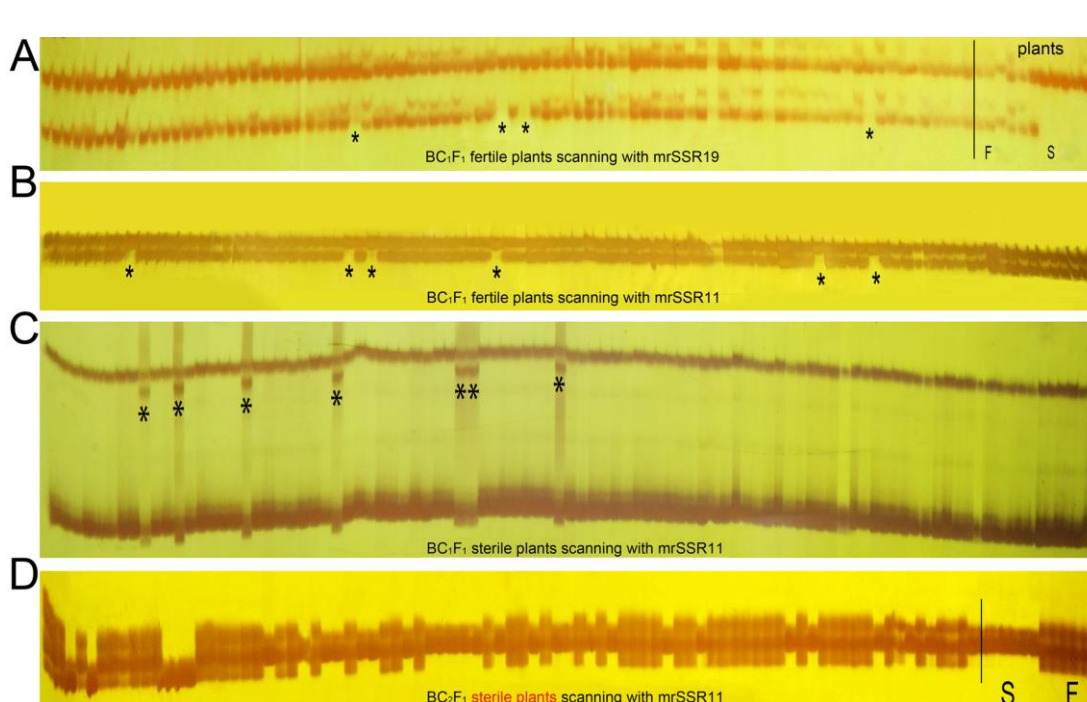 A
plants
* * * *
F S
BC₁F₁ fertile plants scanning with mrSSR19
B
* * * * * *
BC₁F₁ fertile plants scanning with mrSSR11
C
* * * * ** *
BC₁F₁ sterile plants scanning with mrSSR11
D
S F
BC₂F₁ sterile plants scanning with mrSSR11